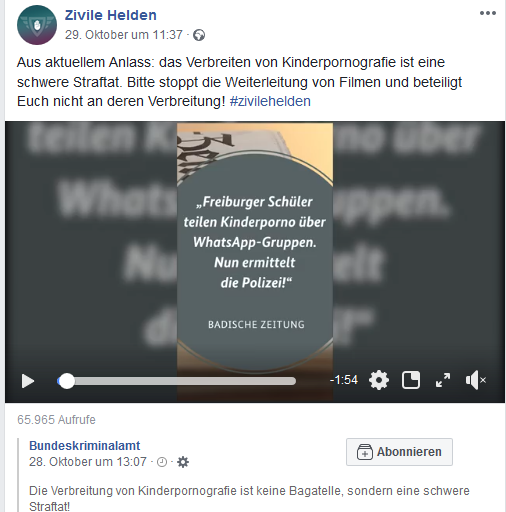 Zivile Helden
29. Oktober um 11:37 ·
Aus aktuellem Anlass: das Verbreiten von Kinderpornografie ist eine
schwere Straftat. Bitte stoppt die Weiterleitung von Filmen und beteiligt
Euch nicht an deren Verbreitung! #zivilehelden
„Freiburger Schüler
teilen Kinderporno über
WhatsApp-Gruppen.
Nun ermittelt
die Polizei!“
BADISCHE ZEITUNG
-1:54
65.965 Aufrufe
Bundeskriminalamt
28. Oktober um 13:07 ·
Abonnieren
Die Verbreitung von Kinderpornografie ist keine Bagatelle, sondern eine schwere
Straftat!